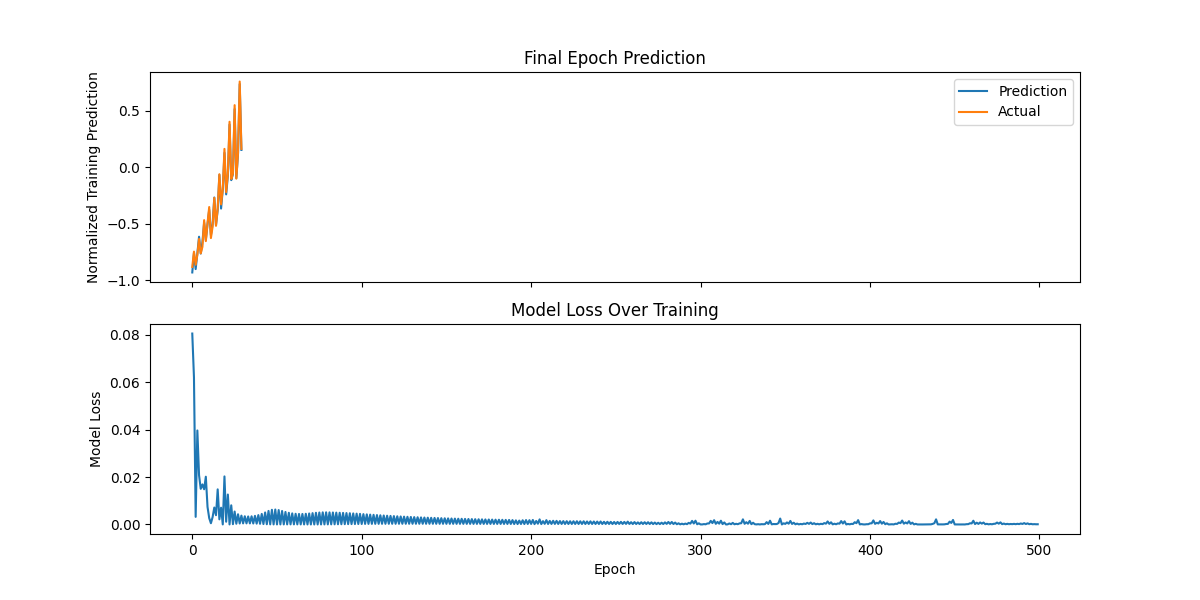 Final Epoch Prediction
Normalized Training Prediction
0.5
0.0
−0.5
−1.0
Prediction
Actual
Model Loss Over Training
Model Loss
0.08
0.06
0.04
0.02
0.00
0
100
200
300
400
500
Epoch